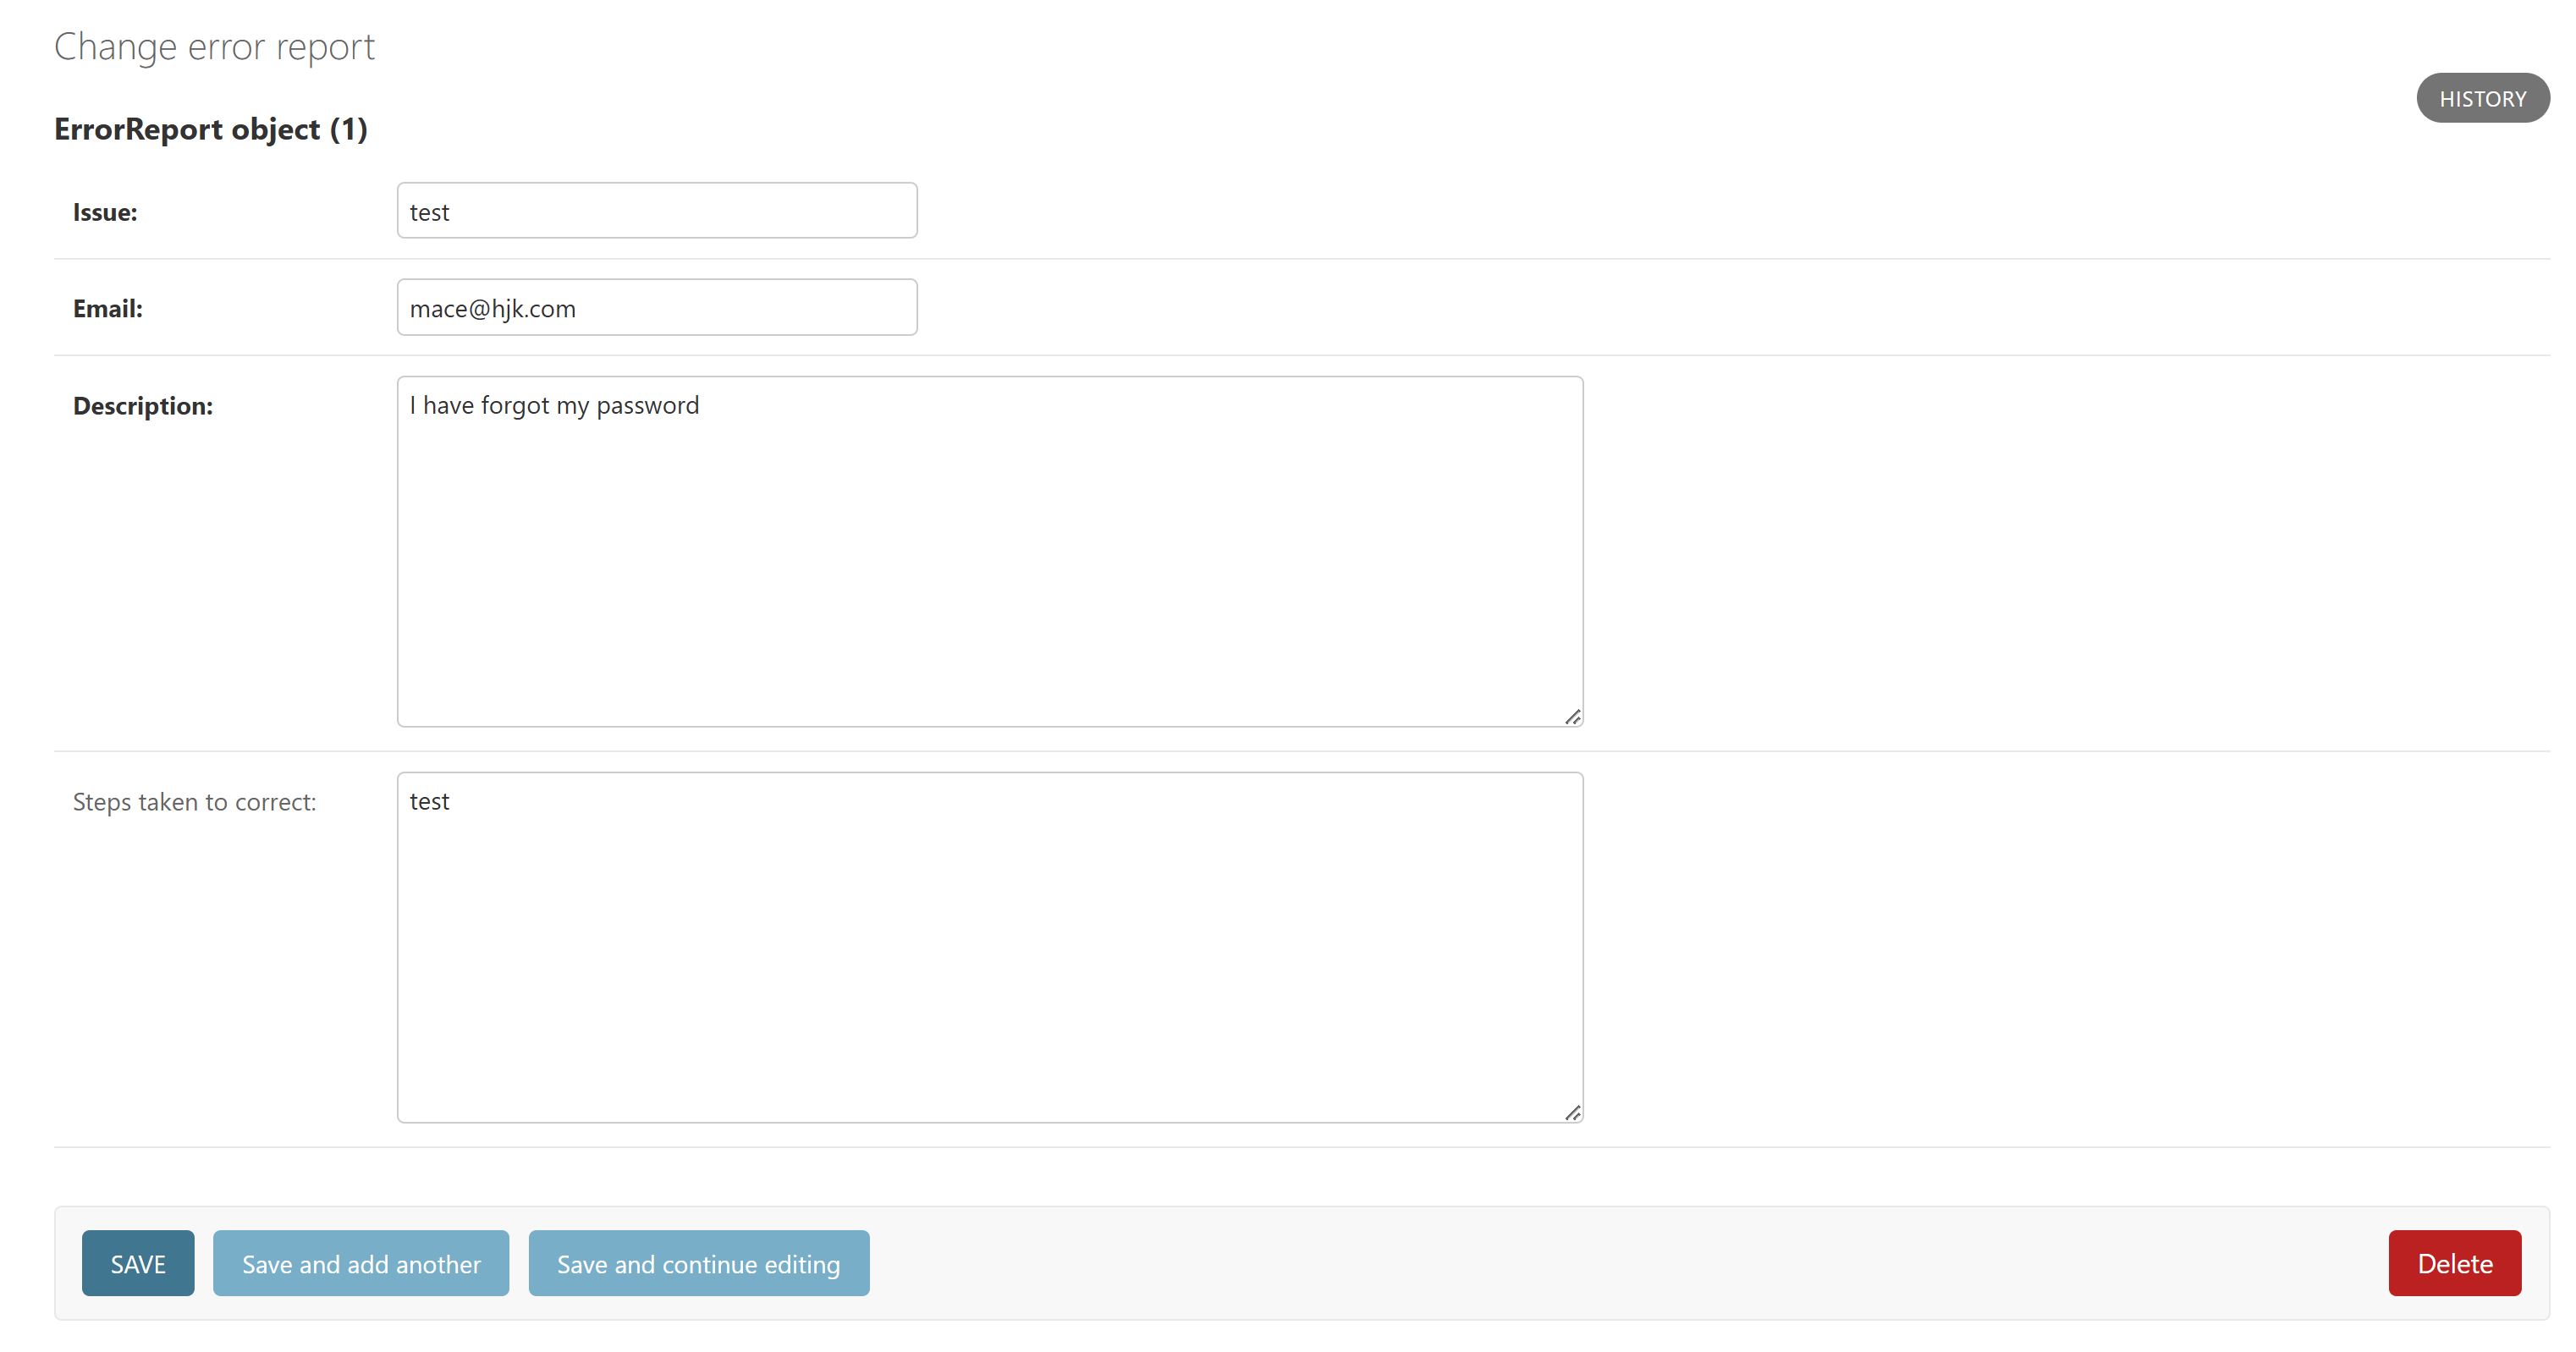 Change error report
HISTORY
ErrorReport object (1)
Issue: test
Email: mace@hjk.com
Description: I have forgot my password
Steps taken to correct: test
SAVE Save and add another Save and continue editing Delete